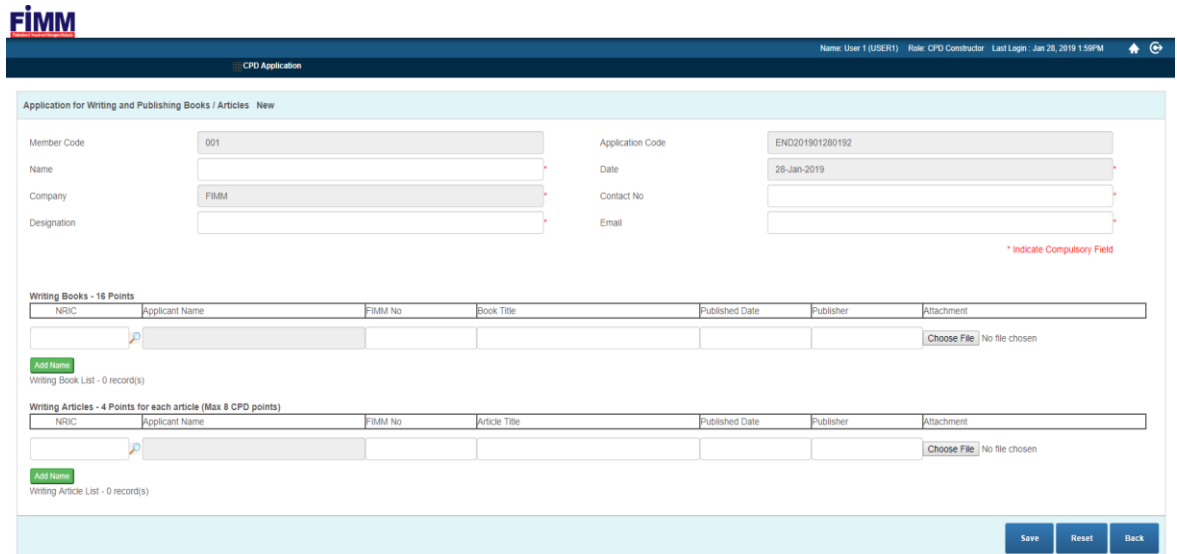 FiMM
Name: User 1 (USER1) Role: CPD Constructor Last Login : Jan 28, 2019 1:59PM
CPD Application
Application for Writing and Publishing Books / Articles New
Member Code 001 Application Code END201901280192
Name * Date 28-Jan-2019 *
Company FIMM * Contact No *
Designation * Email *
* Indicate Compulsory Field
Writing Books - 16 Points
NRIC Applicant Name FIMM No Book Title Published Date Publisher Attachment
Choose File No file chosen
Add Name
Writing Book List - 0 record(s)
Writing Articles - 4 Points for each article (Max 8 CPD points)
NRIC Applicant Name FIMM No Article Title Published Date Publisher Attachment
Choose File No file chosen
Add Name
Writing Article List - 0 record(s)
Save Reset Back